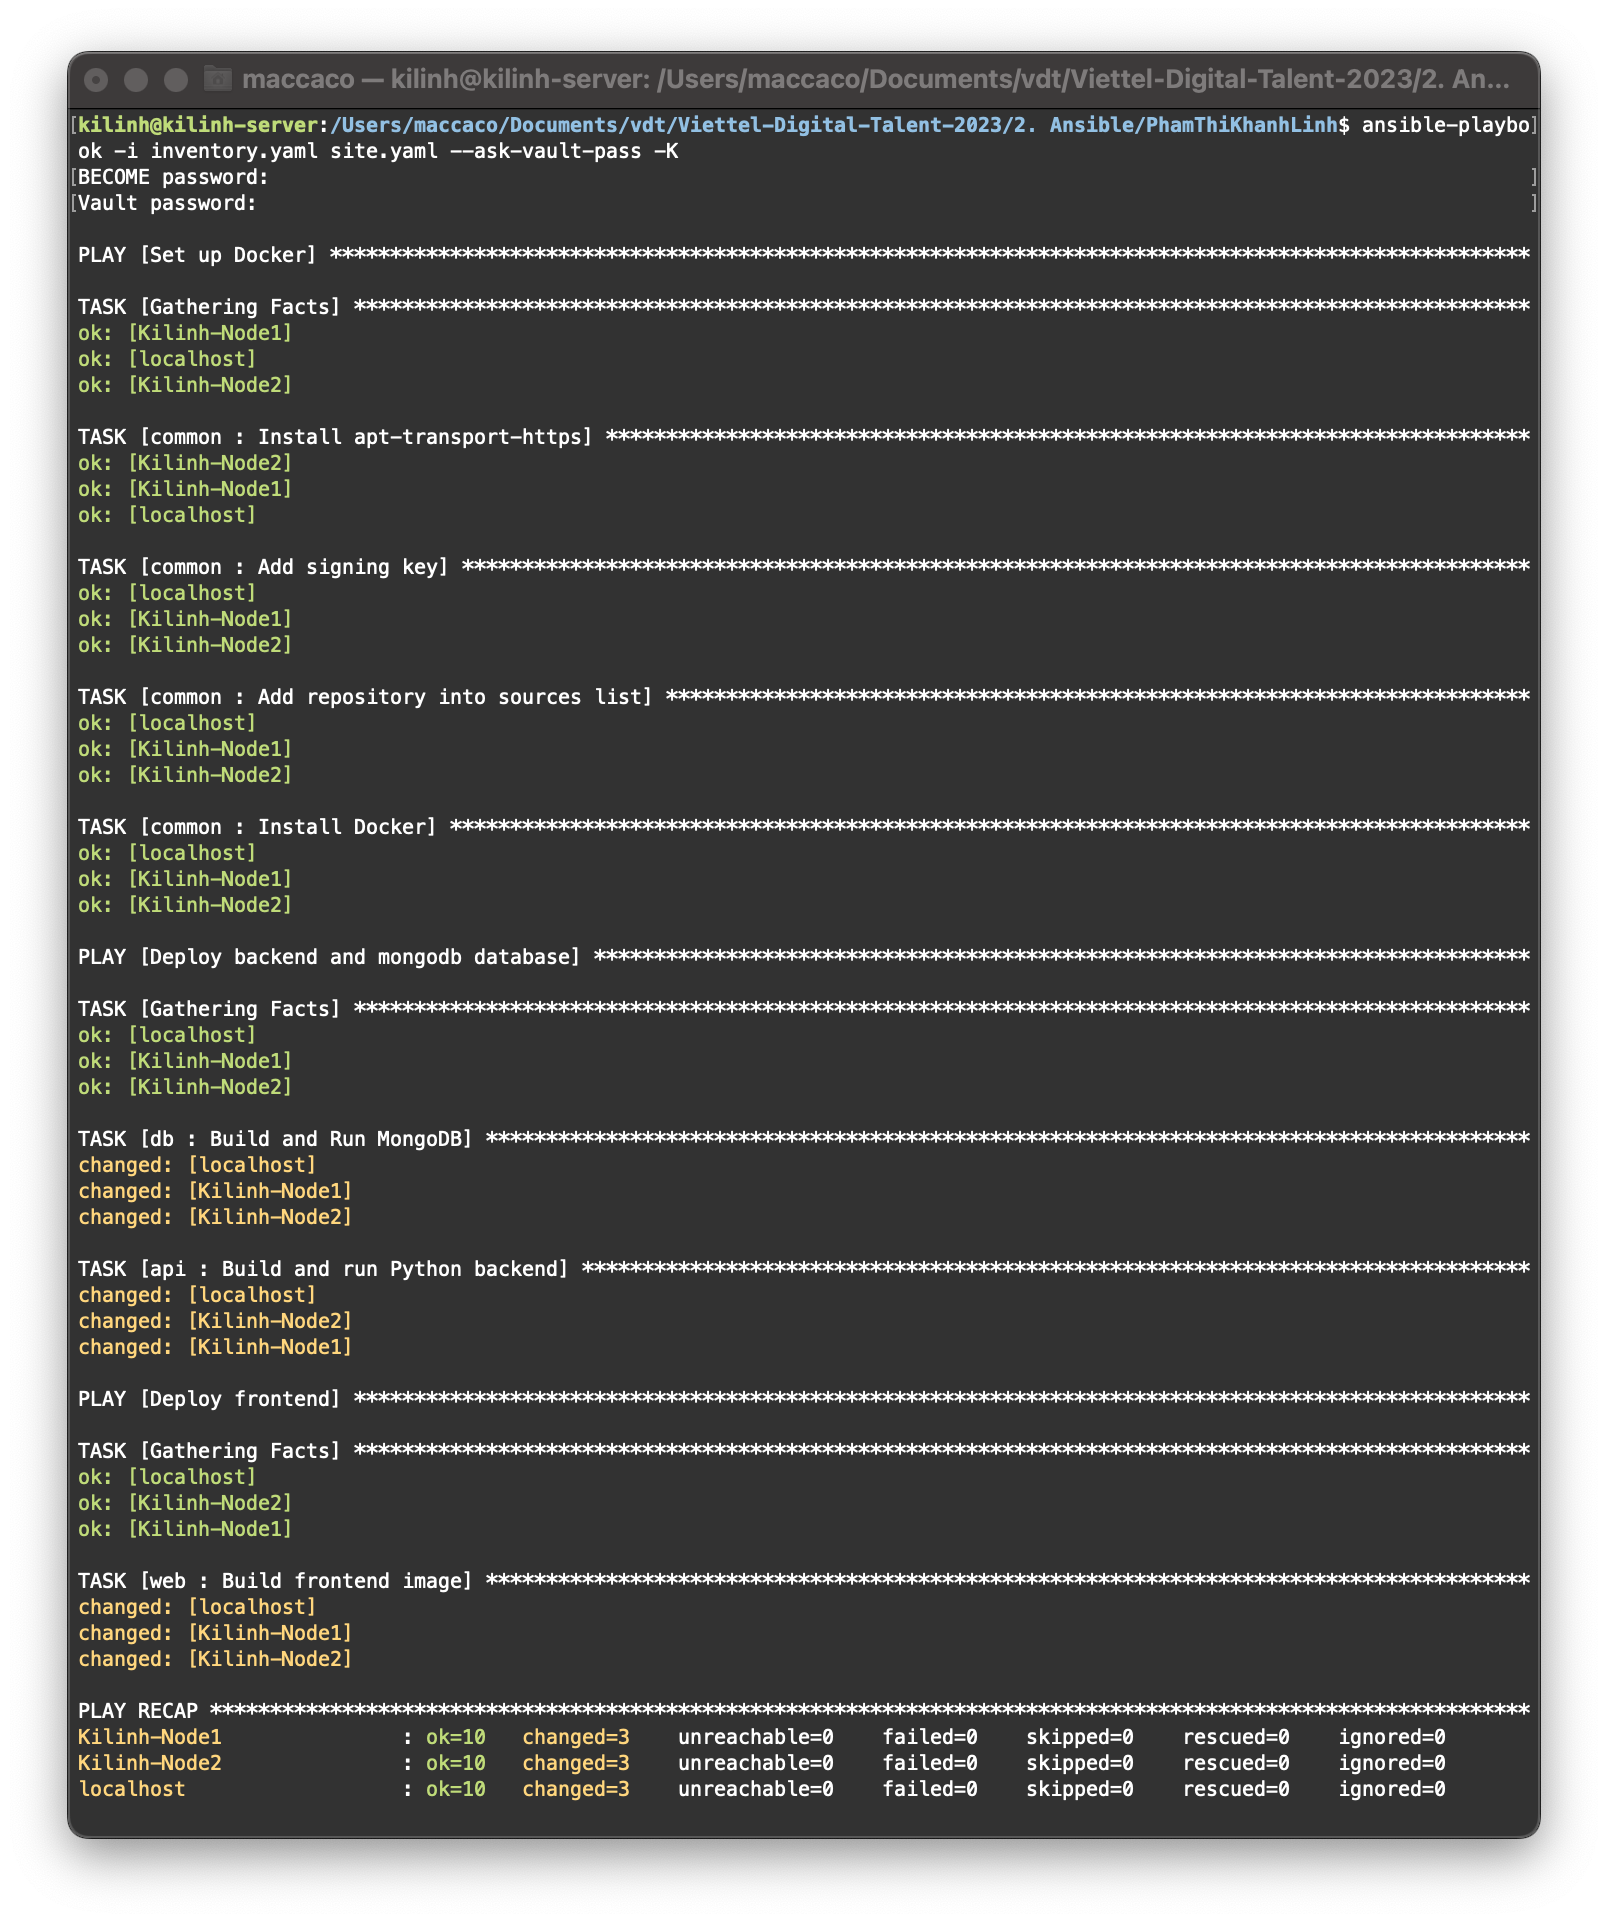 maccaco — kilinh@kilinh-server: /Users/maccaco/Documents/vdt/Viettel-Digital-Talent-2023/2. An...
[kilinh@kilinh-server:/Users/maccaco/Documents/vdt/Viettel-Digital-Talent-2023/2. Ansible/PhamThiKhanhLinh$ ansible-playbo]
ok -i inventory.yaml site.yaml --ask-vault-pass -K
[BECOME password: ]
[Vault password: ]
PLAY [Set up Docker] ****************************************************************************************************
TASK [Gathering Facts] **************************************************************************************************
ok: [Kilinh-Node1]
ok: [localhost]
ok: [Kilinh-Node2]
TASK [common : Install apt-transport-https] *****************************************************************************
ok: [Kilinh-Node2]
ok: [Kilinh-Node1]
ok: [localhost]
TASK [common : Add signing key] *****************************************************************************************
ok: [localhost]
ok: [Kilinh-Node1]
ok: [Kilinh-Node2]
TASK [common : Add repository into sources list] ************************************************************************
ok: [localhost]
ok: [Kilinh-Node1]
ok: [Kilinh-Node2]
TASK [common : Install Docker] ******************************************************************************************
ok: [localhost]
ok: [Kilinh-Node1]
ok: [Kilinh-Node2]
PLAY [Deploy backend and mongodb database] ******************************************************************************
TASK [Gathering Facts] **************************************************************************************************
ok: [localhost]
ok: [Kilinh-Node1]
ok: [Kilinh-Node2]
TASK [db : Build and Run MongoDB] ***************************************************************************************
changed: [localhost]
changed: [Kilinh-Node1]
changed: [Kilinh-Node2]
TASK [api : Build and run Python backend] *******************************************************************************
changed: [localhost]
changed: [Kilinh-Node2]
changed: [Kilinh-Node1]
PLAY [Deploy frontend] **************************************************************************************************
TASK [Gathering Facts] **************************************************************************************************
ok: [localhost]
ok: [Kilinh-Node2]
ok: [Kilinh-Node1]
TASK [web : Build frontend image] ***************************************************************************************
changed: [localhost]
changed: [Kilinh-Node1]
changed: [Kilinh-Node2]
PLAY RECAP **************************************************************************************************************
Kilinh-Node1               : ok=10   changed=3    unreachable=0    failed=0    skipped=0    rescued=0    ignored=0
Kilinh-Node2               : ok=10   changed=3    unreachable=0    failed=0    skipped=0    rescued=0    ignored=0
localhost                  : ok=10   changed=3    unreachable=0    failed=0    skipped=0    rescued=0    ignored=0